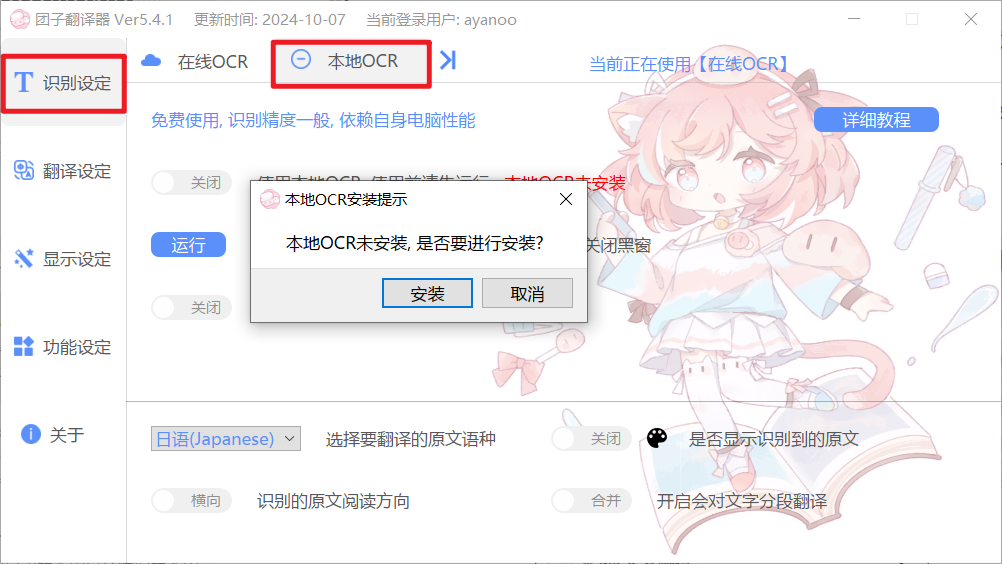 团子翻译器 Ver5.4.1 更新时间: 2024-10-07 当前登录用户: ayanoo
在线OCR 本地OCR
当前正在使用【在线OCR】
识别设定
免费使用, 识别精度一般, 依赖自身电脑性能
详细教程
翻译设定
关闭
使用本地OCR, 使用前请先运行 本地OCR未安装
本地OCR安装提示
本地OCR未安装, 是否要进行安装?
安装 取消
运行
关闭黑窗
显示设定
关闭
功能设定
关于
日语(Japanese) 选择要翻译的原文语种
关闭 是否显示识别到的原文
横向 识别的原文阅读方向
合并 开启会对文字分段翻译